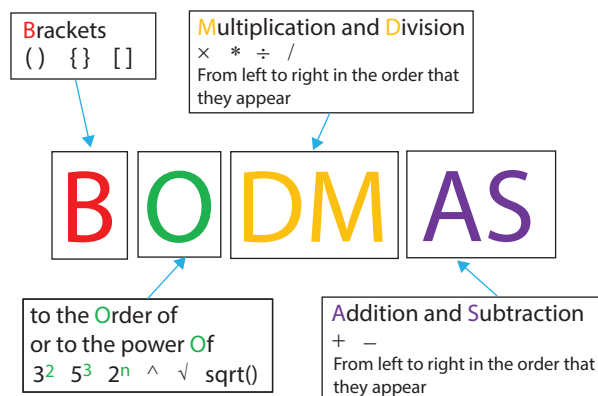 Brackets
( ) { } [ ]
Multiplication and Division
× * ÷ /
From left to right in the order that
they appear
BODMAS
to the Order of
or to the power Of
3² 5³ 2ⁿ ^ √ sqrt()
Addition and Subtraction
+ −
From left to right in the order that
they appear